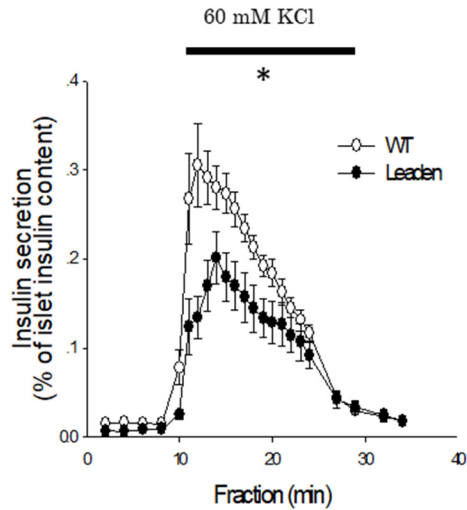 60 mM KCl
*
.4
.3
.2
.1
0.00
0
10
20
30
40
WT
Leaden
Insulin secretion
(% of islet insulin content)
Fraction (min)